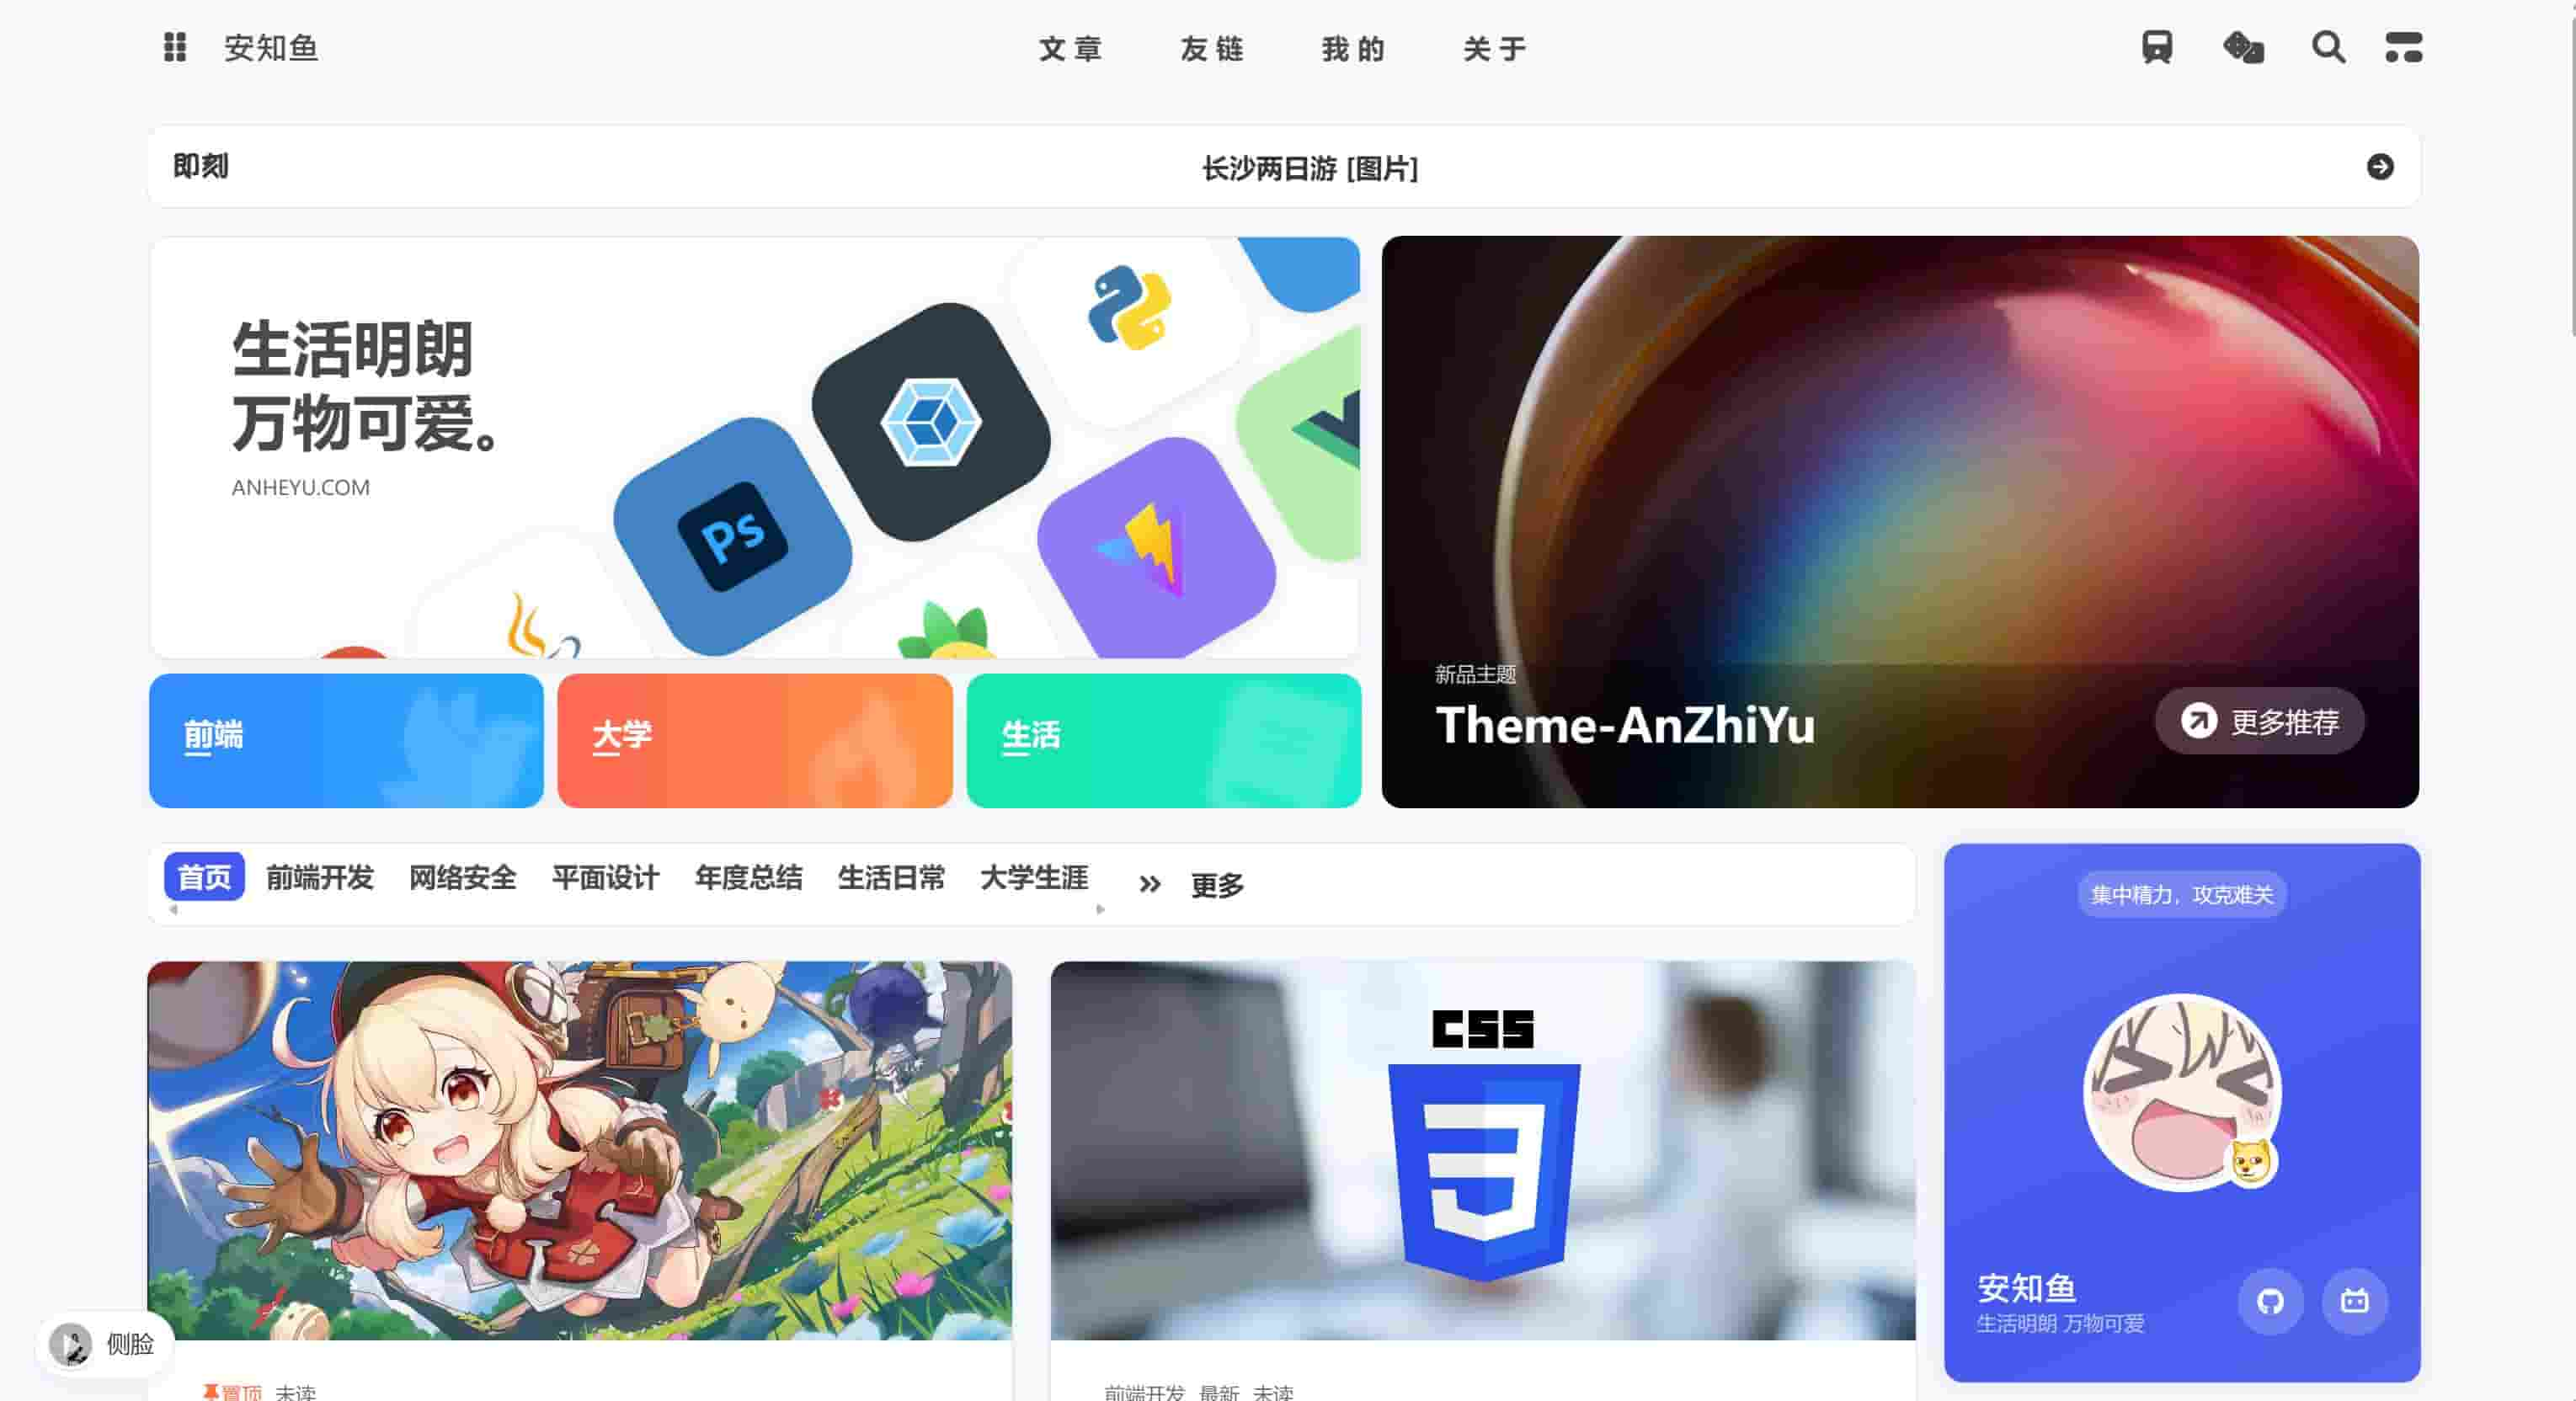 安知鱼
文章 友链 我的 关于
即刻
长沙两日游 [图片]
生活明朗
万物可爱。
ANHEYU.COM
Ps
新品主题
Theme-AnZhiYu
更多推荐
前端
大学
生活
首页 前端开发 网络安全 平面设计 年度总结 生活日常 大学生涯 更多
集中精力，攻克难关
CSS
安知鱼
生活明朗 万物可爱
侧脸
置顶 未读
前端开发 最新 未读